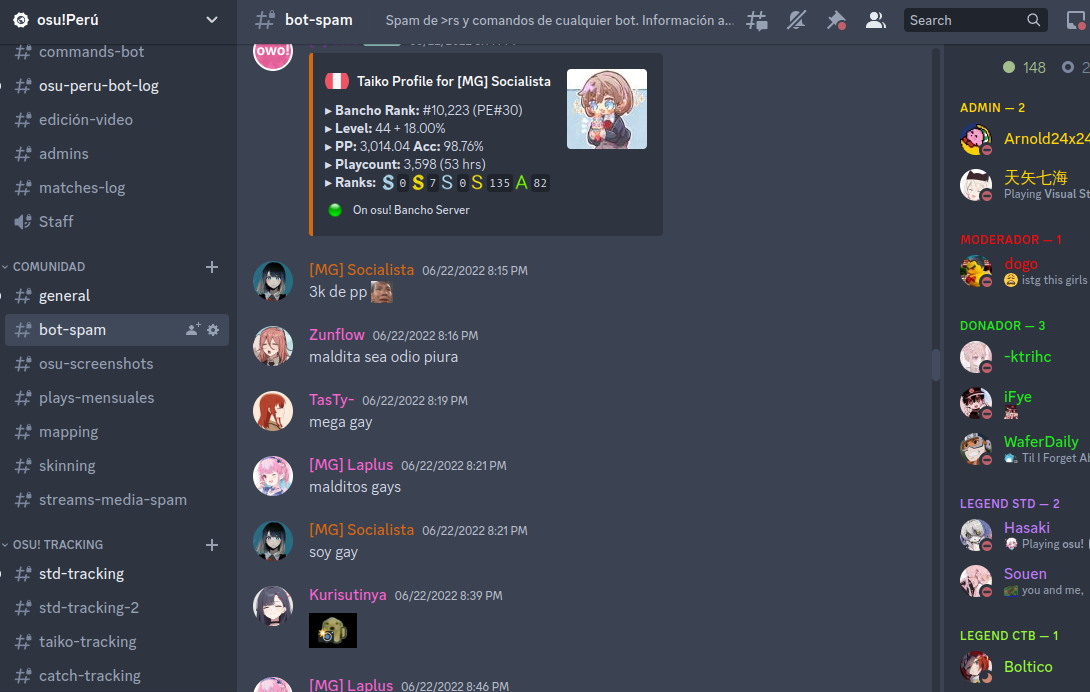 osu!Perú
commands-bot
osu-peru-bot-log
edición-video
admins
matches-log
Staff
COMUNIDAD
general
bot-spam
osu-screenshots
plays-mensuales
mapping
skinning
streams-media-spam
OSU! TRACKING
std-tracking
std-tracking-2
taiko-tracking
catch-tracking
bot-spam
Spam de >rs y comandos de cualquier bot. Información a...
Search
owo!
Taiko Profile for [MG] Socialista
▸ Bancho Rank: #10,223 (PE#30)
▸ Level: 44 + 18.00%
▸ PP: 3,014.04 Acc: 98.76%
▸ Playcount: 3,598 (53 hrs)
▸ Ranks: S 0 S 7 S 0 S 135 A 82
On osu! Bancho Server
[MG] Socialista 06/22/2022 8:15 PM
3k de pp
Zunflow 06/22/2022 8:16 PM
maldita sea odio piura
TasTy- 06/22/2022 8:19 PM
mega gay
[MG] Laplus 06/22/2022 8:21 PM
malditos gays
[MG] Socialista 06/22/2022 8:21 PM
soy gay
Kurisutinya 06/22/2022 8:39 PM
[MG] Laplus 06/22/2022 8:46 PM
148 2
ADMIN — 2
Arnold24x24
天矢七海
Playing Visual St
MODERADOR — 1
dogo
istg this girls
DONADOR — 3
-ktrihc
iFye
WaferDaily
Til I Forget Al
LEGEND STD — 2
Hasaki
Playing osu!
Souen
you and me,
LEGEND CTB — 1
Boltico